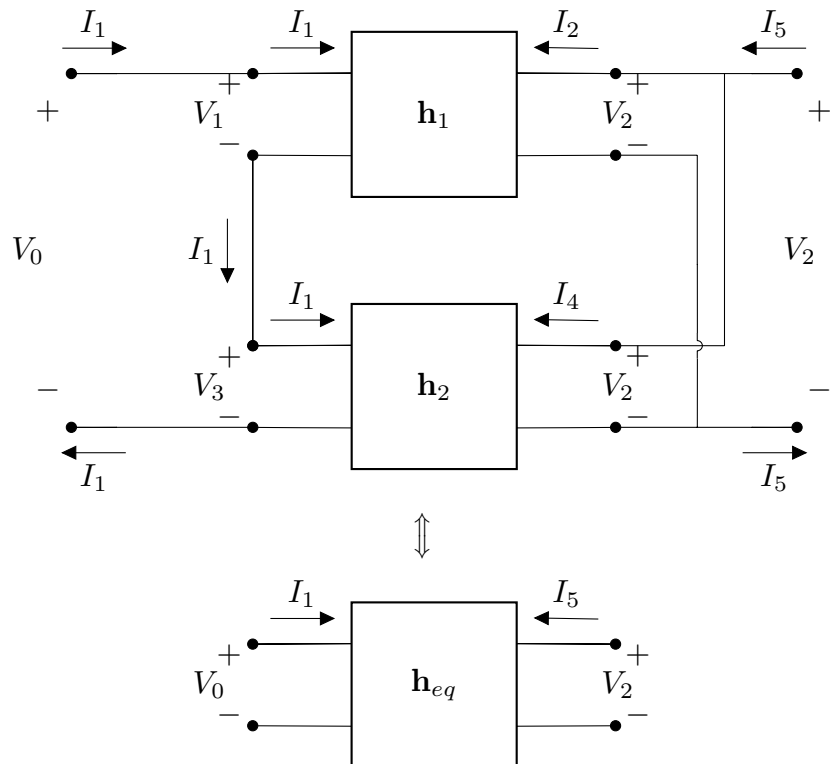 I₁ I₁ I₂ I₅
+ + + +
V₁ h₁ V₂
− −
V₀ I₁ V₂
I₁ I₄
+ +
− V₃ h₂ V₂ −
− −
I₁ I₅
⇕
I₁ I₅
+ +
V₀ h_eq V₂
− −